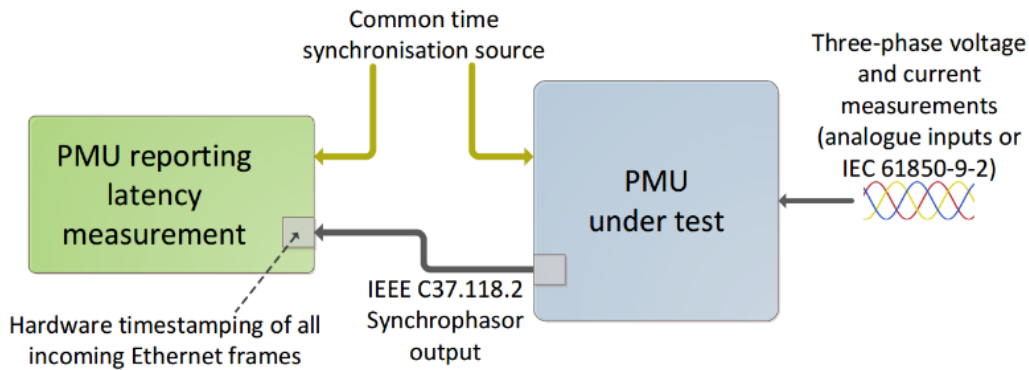 Common time
synchronisation source
Three-phase voltage
and current
measurements
(analogue inputs or
IEC 61850-9-2)
PMU reporting
latency
measurement
PMU
under test
IEEE C37.118.2
Synchrophasor
output
Hardware timestamping of all
incoming Ethernet frames